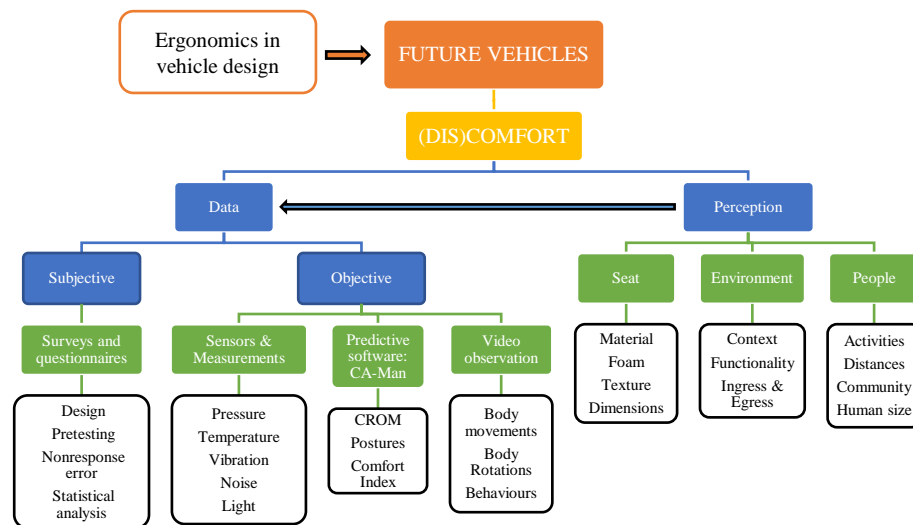 Ergonomics in
vehicle design
FUTURE VEHICLES
(DIS)COMFORT
Data
Perception
Subjective
Objective
Seat
Environment
People
Surveys and
questionnaires
Sensors &
Measurements
Predictive
software:
CA-Man
Video
observation
Material
Foam
Texture
Dimensions
Context
Functionality
Ingress &
Egress
Activities
Distances
Community
Human size
Design
Pretesting
Nonresponse
error
Statistical
analysis
Pressure
Temperature
Vibration
Noise
Light
CROM
Postures
Comfort
Index
Body
movements
Body
Rotations
Behaviours